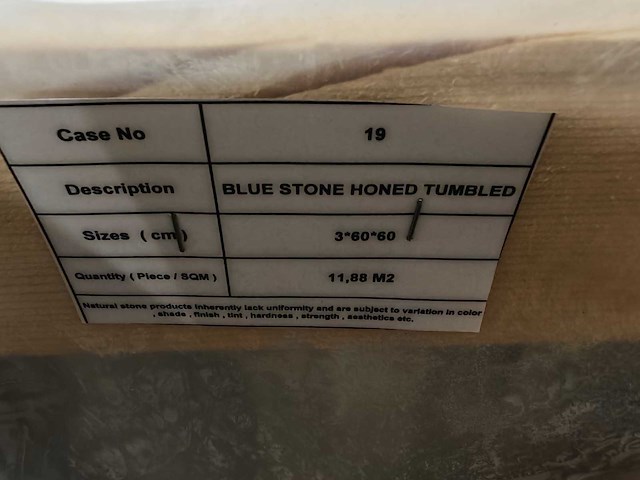 Case No 19
Description BLUE STONE HONED TUMBLED
Sizes ( cm ) 3*60*60
Quantity ( Piece / SQM ) 11,88 M2
Natural stone products inherently lack uniformity and are subject to variation in color
, shade , finish , tint , hardness , strength , aesthetics etc.